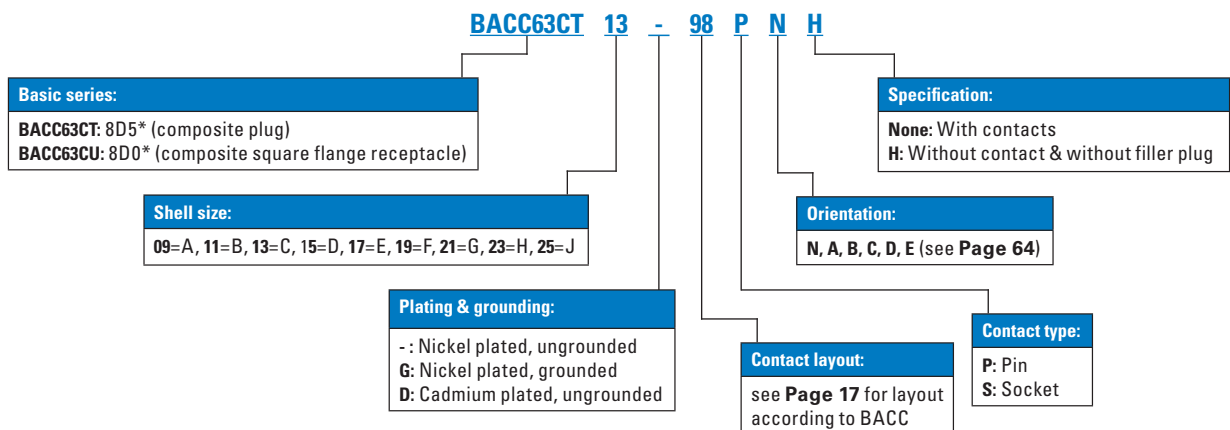 BACC63CT 13 - 98 P N H
Basic series:
BACC63CT: 8D5* (composite plug)
BACC63CU: 8D0* (composite square flange receptacle)
Specification:
None: With contacts
H: Without contact & without filler plug
Shell size:
09=A, 11=B, 13=C, 15=D, 17=E, 19=F, 21=G, 23=H, 25=J
Orientation:
N, A, B, C, D, E (see Page 64)
Plating & grounding:
- : Nickel plated, ungrounded
G: Nickel plated, grounded
D: Cadmium plated, ungrounded
Contact layout:
see Page 17 for layout
according to BACC
Contact type:
P: Pin
S: Socket